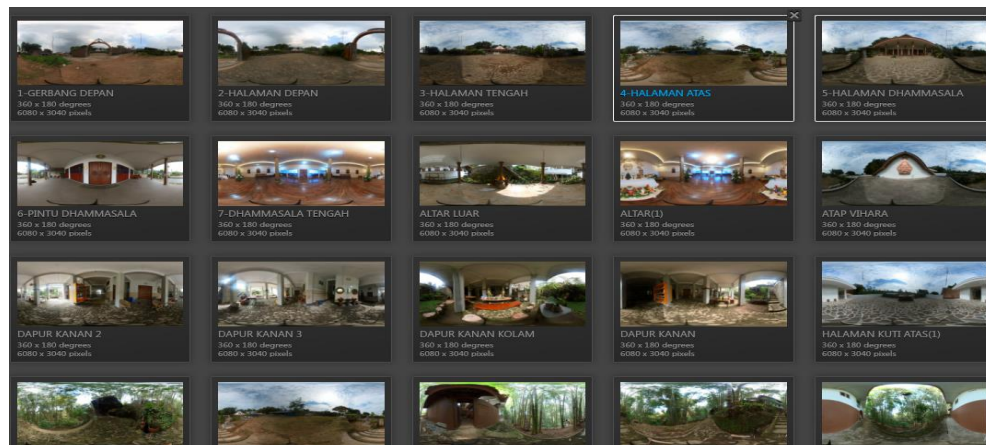 1-GERBANG DEPAN
360 x 180 degrees
6080 x 3040 pixels
2-HALAMAN DEPAN
360 x 180 degrees
6080 x 3040 pixels
3-HALAMAN TENGAH
360 x 180 degrees
6080 x 3040 pixels
4-HALAMAN ATAS
360 x 180 degrees
6080 x 3040 pixels
5-HALAMAN DHAMMASALA
360 x 180 degrees
6080 x 3040 pixels
6-PINTU DHAMMASALA
360 x 180 degrees
6080 x 3040 pixels
7-DHAMMASALA TENGAH
360 x 180 degrees
6080 x 3040 pixels
ALTAR LUAR
360 x 180 degrees
6080 x 3040 pixels
ALTAR(1)
360 x 180 degrees
6080 x 3040 pixels
ATAP VIHARA
360 x 180 degrees
6080 x 3040 pixels
DAPUR KANAN 2
360 x 180 degrees
6080 x 3040 pixels
DAPUR KANAN 3
360 x 180 degrees
6080 x 3040 pixels
DAPUR KANAN KOLAM
360 x 180 degrees
6080 x 3040 pixels
DAPUR KANAN
360 x 180 degrees
6080 x 3040 pixels
HALAMAN KUTI ATAS(1)
360 x 180 degrees
6080 x 3040 pixels